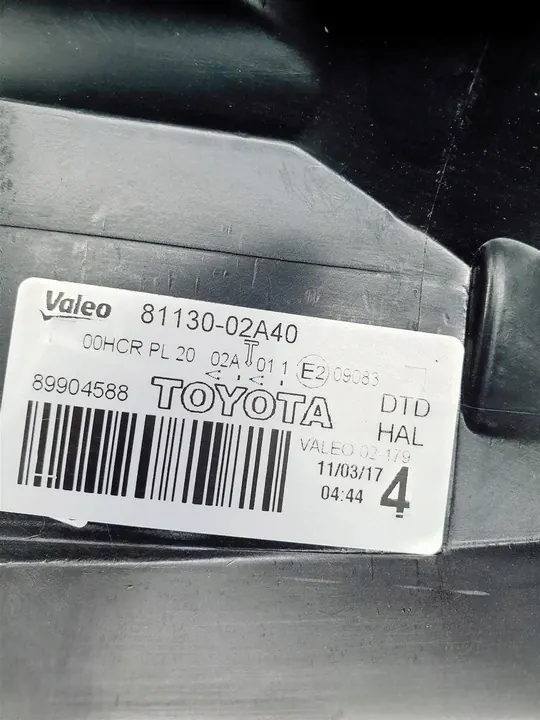 Valeo 81130-02A40
00HCR PL 20 02A 01 1 E2 09083
89904588 TOYOTA DTD
HAL
VALEO 02-179
11/03/17 4
04:44